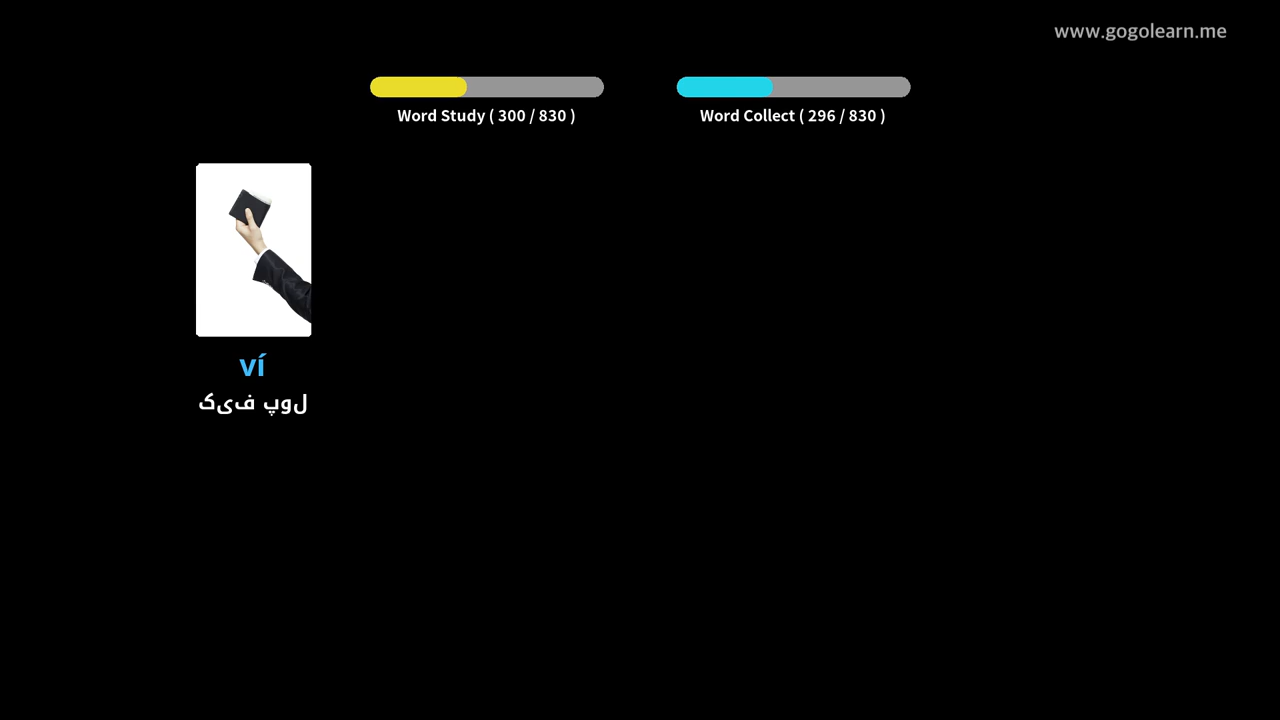 www.gogolearn.me
Word Study ( 300 / 830 )
Word Collect ( 296 / 830 )
ví
کیف پول